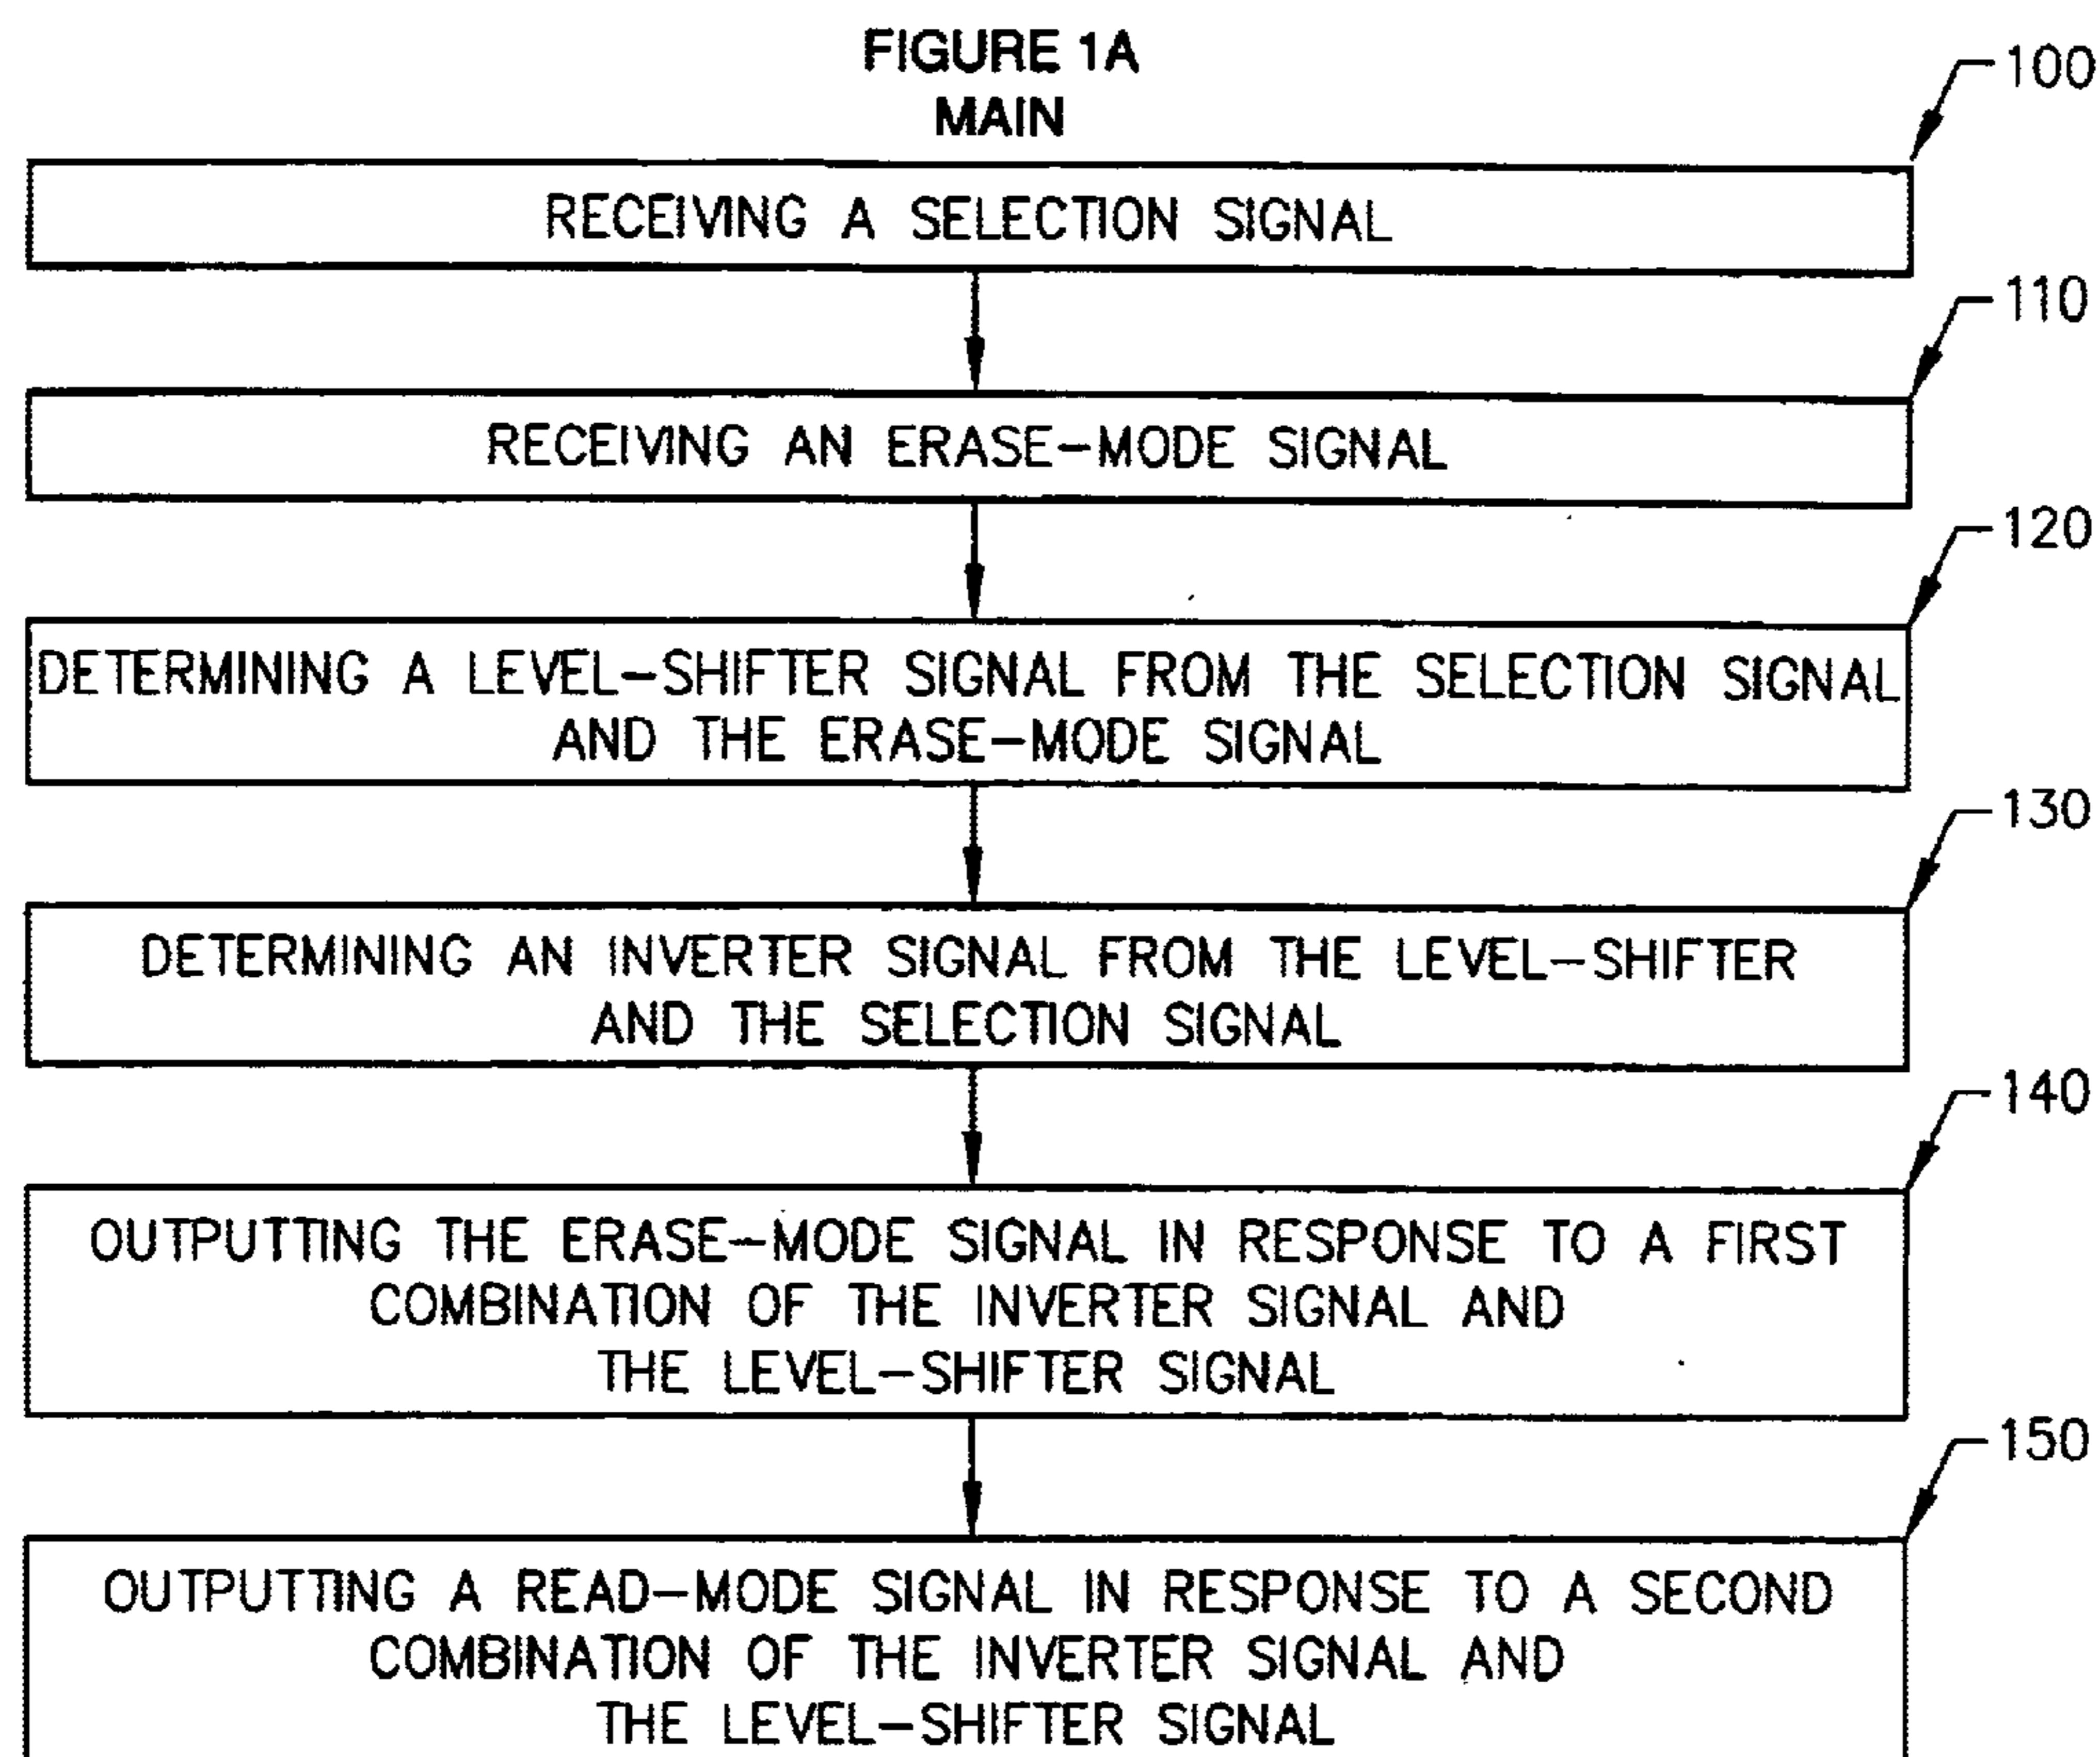 FIGURE 1A
MAIN
100
RECEIVING A SELECTION SIGNAL
110
RECEIVING AN ERASE-MODE SIGNAL
120
DETERMINING A LEVEL-SHIFTER SIGNAL FROM THE SELECTION SIGNAL
AND THE ERASE-MODE SIGNAL
130
DETERMINING AN INVERTER SIGNAL FROM THE LEVEL-SHIFTER
AND THE SELECTION SIGNAL
140
OUTPUTTING THE ERASE-MODE SIGNAL IN RESPONSE TO A FIRST
COMBINATION OF THE INVERTER SIGNAL AND
THE LEVEL-SHIFTER SIGNAL
150
OUTPUTTING A READ-MODE SIGNAL IN RESPONSE TO A SECOND
COMBINATION OF THE INVERTER SIGNAL AND
THE LEVEL-SHIFTER SIGNAL